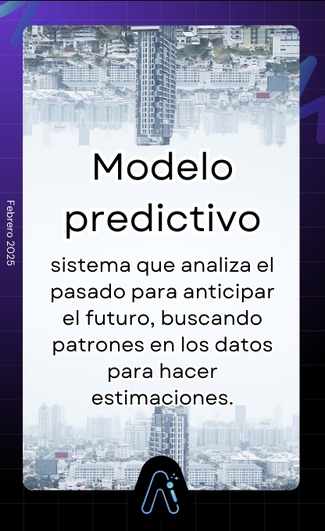 Modelo
predictivo
sistema que analiza el
pasado para anticipar
el futuro, buscando
patrones en los datos
para hacer
estimaciones.
Febrero 2025